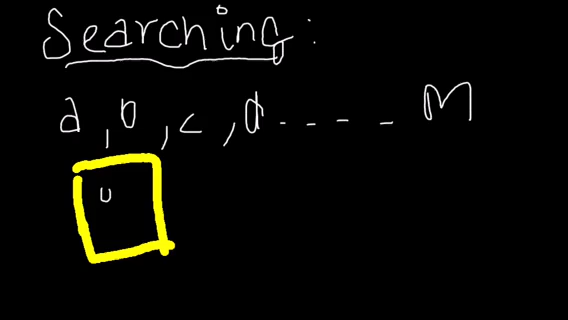 Searching:
a, b, c, d - - - - M
u